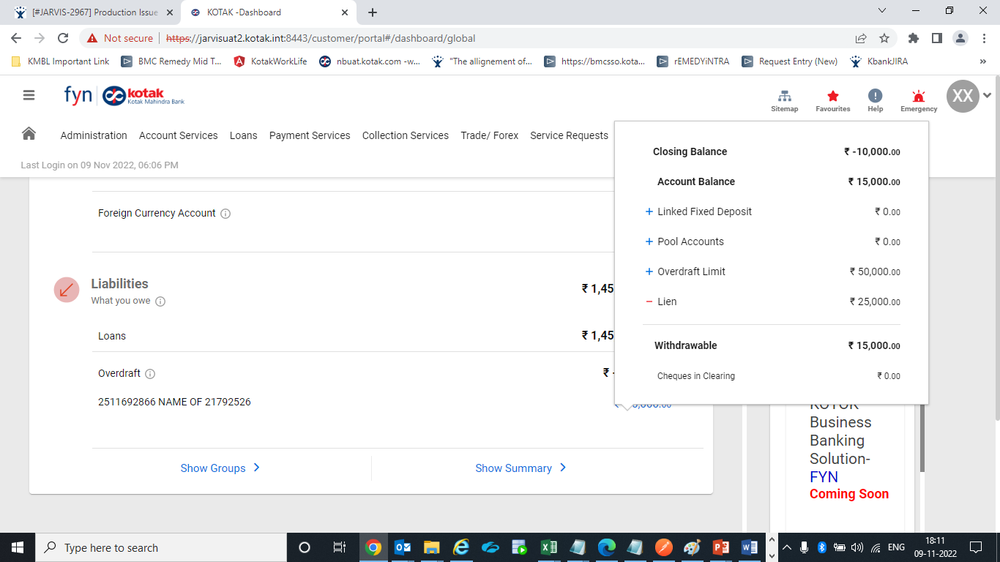 [#JARVIS-2967] Production Issue
KOTAK -Dashboard
Not secure
https://jarvisuat2.kotak.int:8443/customer/portal#/dashboard/global
KMBL Important Link
BMC Remedy Mid T...
KotakWorkLife
nbuat.kotak.com -w...
"The allignement of...
https://bmcsso.kota...
rEMEDYiNTRA
Request Entry (New)
KbankJIRA
»
fyn
kotak
Kotak Mahindra Bank
Sitemap
Favourites
Help
Emergency
XX
Administration
Account Services
Loans
Payment Services
Collection Services
Trade/ Forex
Service Requests
Last Login on 09 Nov 2022, 06:06 PM
Closing Balance ₹ -10,000.00
Account Balance ₹ 15,000.00
+ Linked Fixed Deposit ₹ 0.00
+ Pool Accounts ₹ 0.00
+ Overdraft Limit ₹ 50,000.00
− Lien ₹ 25,000.00
Withdrawable ₹ 15,000.00
Cheques in Clearing ₹ 0.00
Foreign Currency Account
Liabilities ₹ 1,45
What you owe
Loans ₹ 1,45
Overdraft ₹ -
2511692866 NAME OF 21792526
Show Groups
Show Summary
Business
Banking
Solution-
FYN
Coming Soon
Type here to search
ENG
18:11
09-11-2022